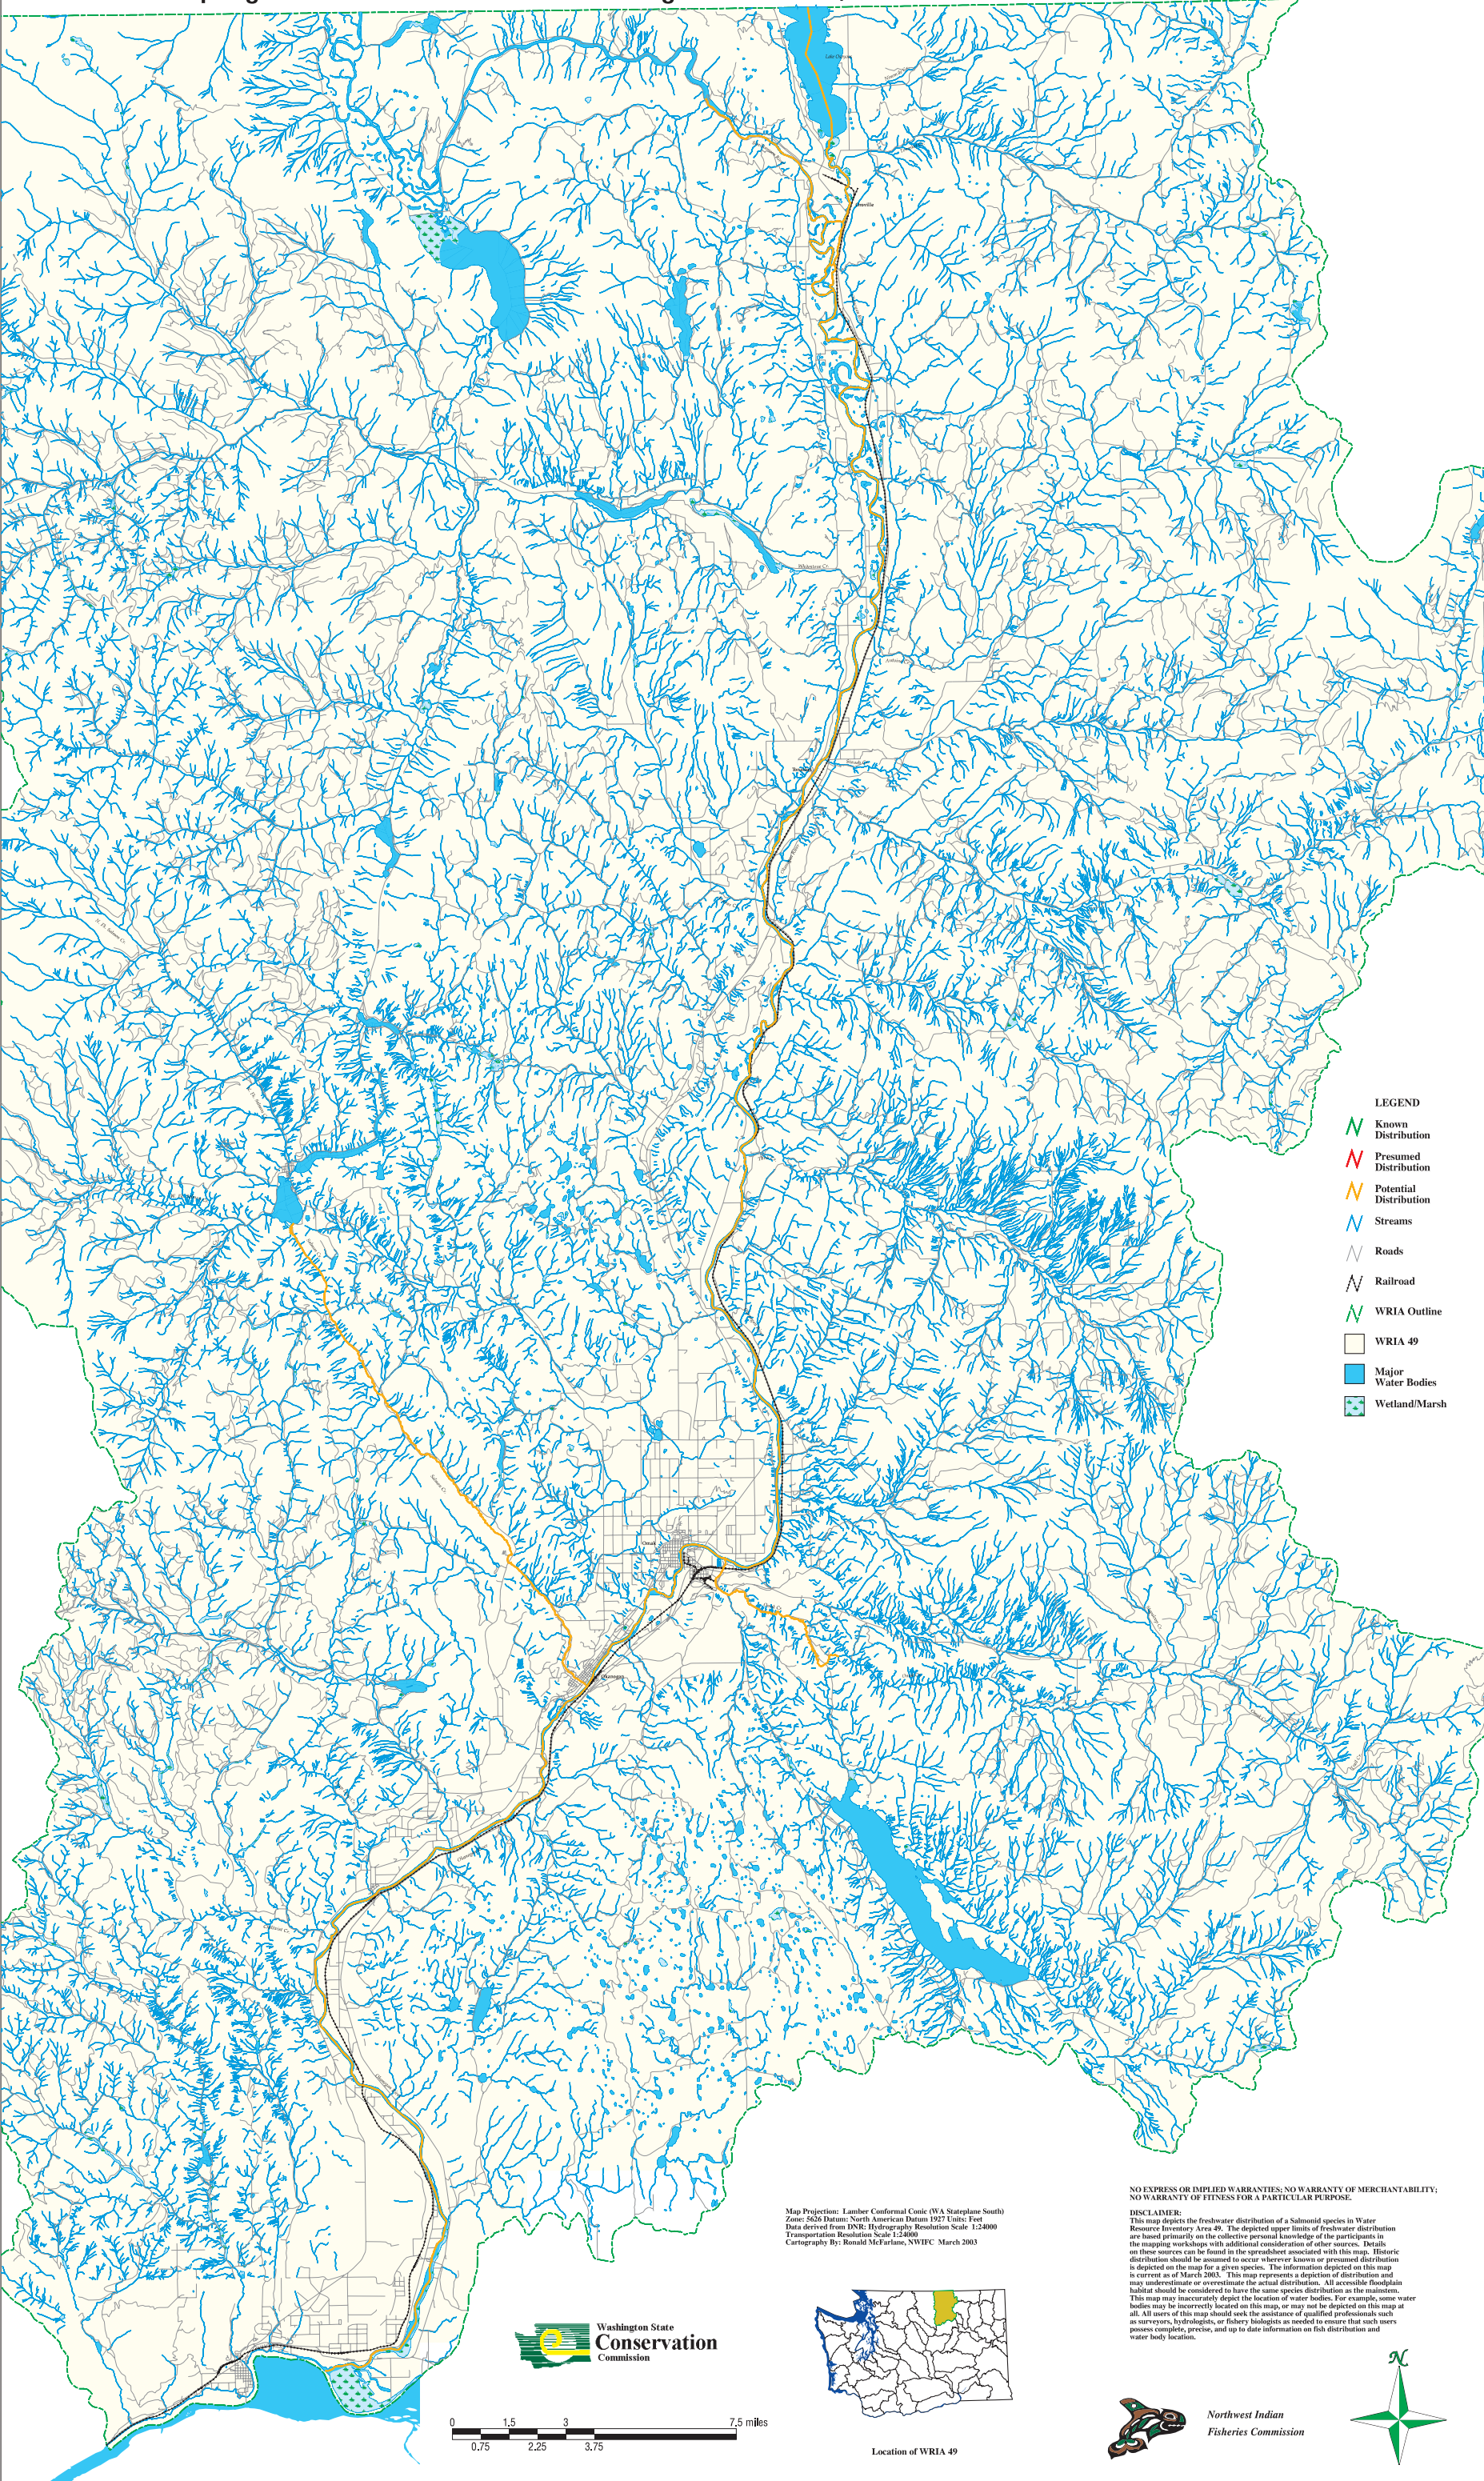 Oroville
Whitestone Cr.
Salmon Cr.
Omak
Okanogan
LEGEND
Known
Distribution
Presumed
Distribution
Potential
Distribution
Streams
Roads
Railroad
WRIA Outline
WRIA 49
Major
Water Bodies
Wetland/Marsh
Map Projection: Lamber Conformal Conic (WA Stateplane South)
Zone: 5626 Datum: North American Datum 1927 Units: Feet
Data derived from DNR: Hydrography Resolution Scale 1:24000
Transportation Resolution Scale 1:24000
Cartography By: Ronald McFarlane, NWIFC March 2003
NO EXPRESS OR IMPLIED WARRANTIES; NO WARRANTY OF MERCHANTABILITY;
NO WARRANTY OF FITNESS FOR A PARTICULAR PURPOSE.
DISCLAIMER:
This map depicts the freshwater distribution of a Salmonid species in Water
Resource Inventory Area 49. The depicted upper limits of freshwater distribution
are based primarily on the collective personal knowledge of the participants in
the mapping workshops with additional consideration of other sources. Details
on these sources can be found in the spreadsheet associated with this map. Historic
distribution should be assumed to occur wherever known or presumed distribution
is depicted on the map for a given species. The information depicted on this map
is current as of March 2003. This map represents a depiction of distribution and
may underestimate or overestimate the actual distribution. All accessible floodplain
habitat should be considered to have the same species distribution as the mainstem.
This map may inaccurately depict the location of water bodies. For example, some water
bodies may be incorrectly located on this map, or may not be depicted on this map at
all. All users of this map should seek the assistance of qualified professionals such
as surveyors, hydrologists, or fishery biologists as needed to ensure that such users
possess complete, precise, and up to date information on fish distribution and
water body location.
Washington State
Conservation
Commission
0 1.5 3 7.5 miles
0.75 2.25 3.75
Location of WRIA 49
Northwest Indian
Fisheries Commission
N